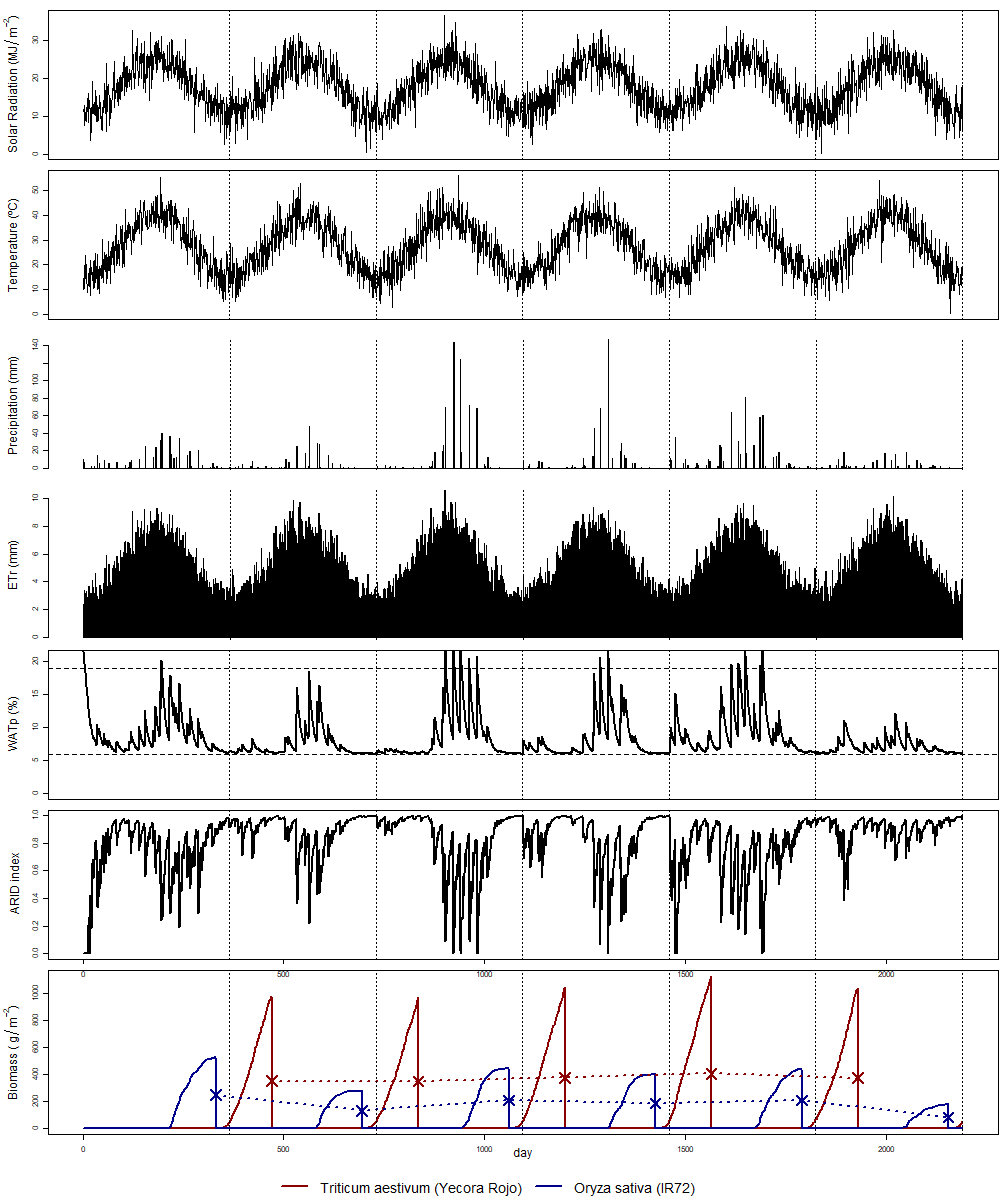 Solar Radiation (MJ/ m⁻²)
0 10 20 30
Temperature (ºC)
0 10 20 30 40 50
Precipitation (mm)
0 20 40 60 80 100 140
ETr (mm)
0 2 4 6 8 10
WATp (%)
0 5 10 15 20
ARID index
0.0 0.2 0.4 0.6 0.8 1.0
0 500 1000 1500 2000
Biomass ( g/ m⁻²)
0 200 400 600 800 1000
0 500 1000 1500 2000
day
Triticum aestivum (Yecora Rojo) Oryza sativa (IR72)